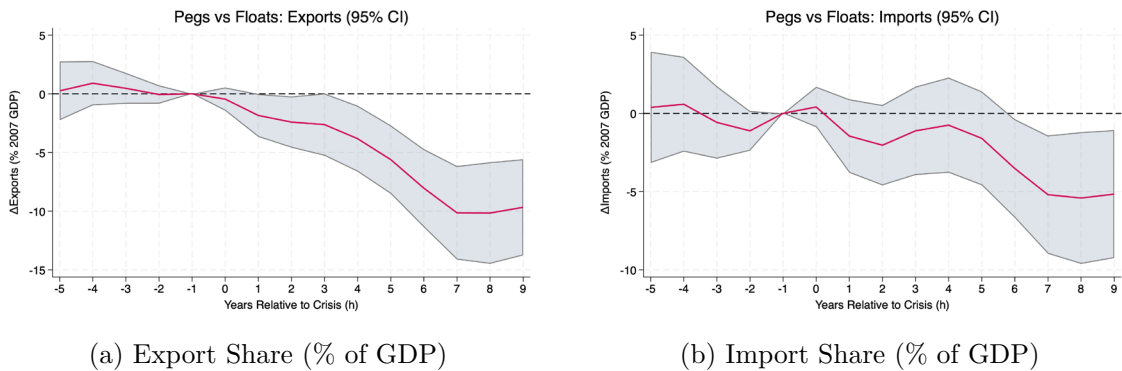 Pegs vs Floats: Exports (95% CI)
ΔExports (% 2007 GDP)
5
0
-5
-10
-15
-5 -4 -3 -2 -1 0 1 2 3 4 5 6 7 8 9
Years Relative to Crisis (h)
(a) Export Share (% of GDP)
Pegs vs Floats: Imports (95% CI)
ΔImports (% 2007 GDP)
5
0
-5
-10
-5 -4 -3 -2 -1 0 1 2 3 4 5 6 7 8 9
Years Relative to Crisis (h)
(b) Import Share (% of GDP)